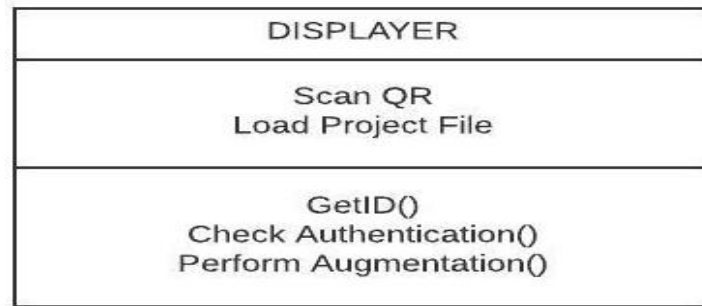 DISPLAYER
Scan QR
Load Project File
GetID()
Check Authentication()
Perform Augmentation()